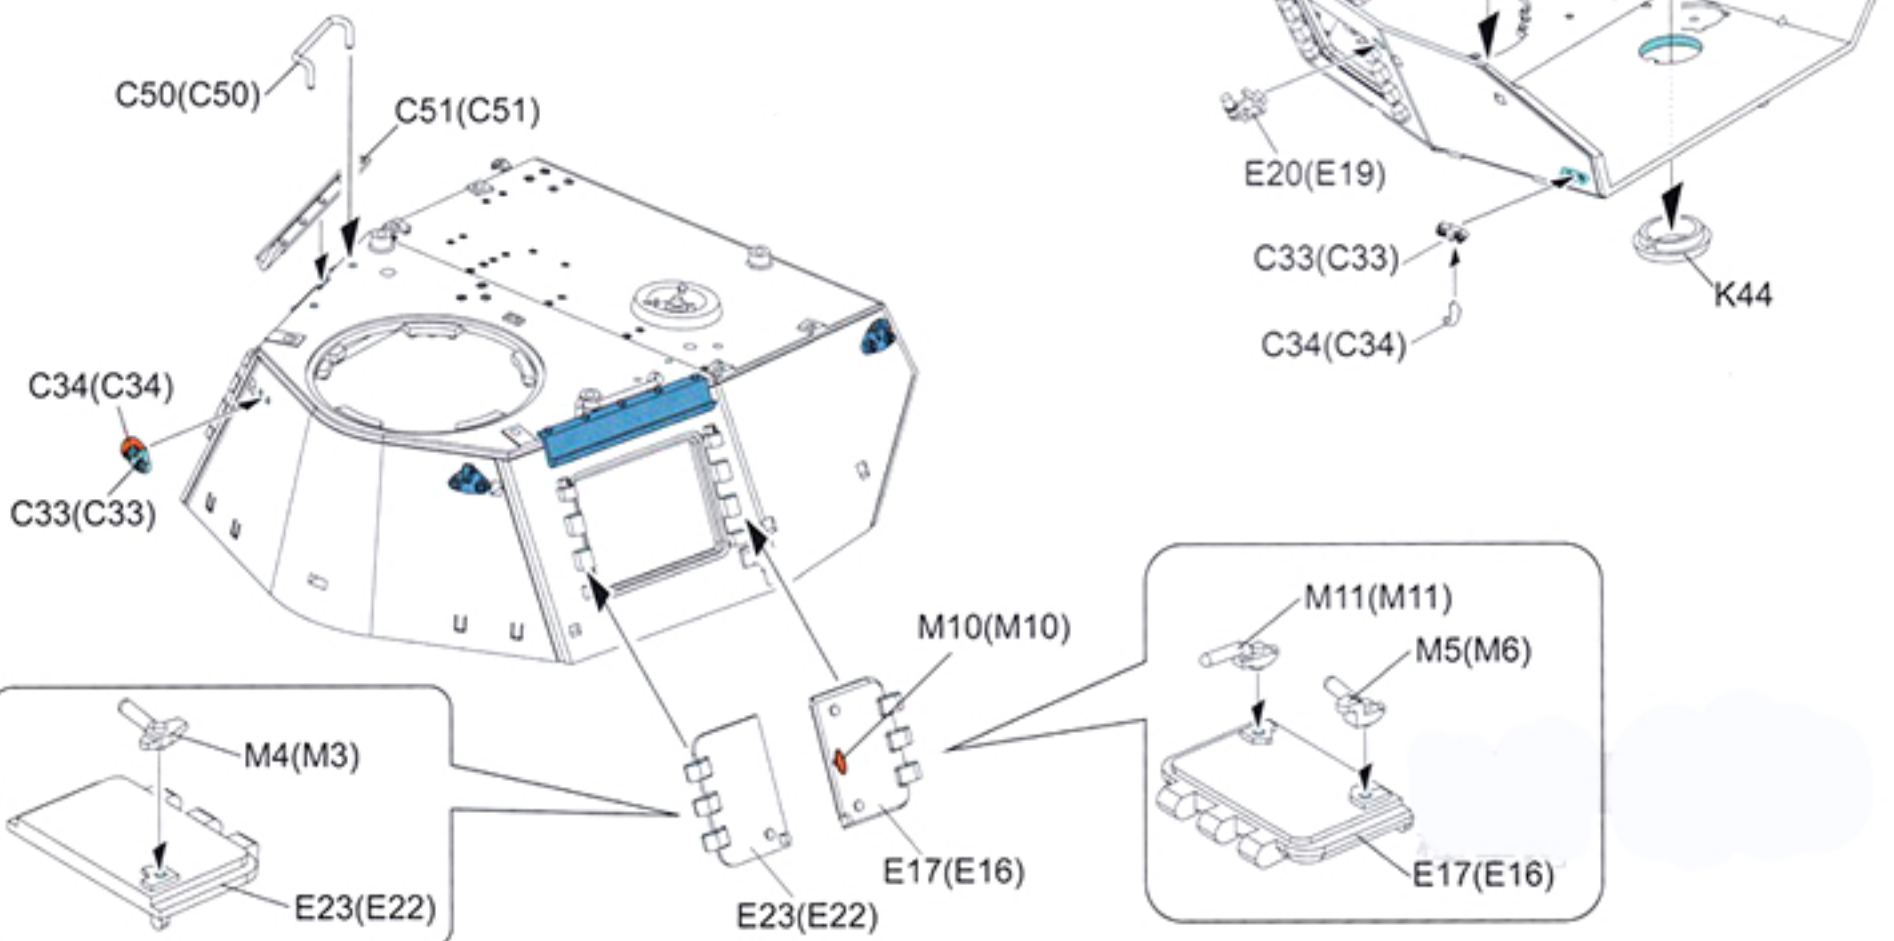 C50(C50)
C51(C51)
E20(E19)
C33(C33)
K44
C34(C34)
C34(C34)
C33(C33)
M10(M10)
M11(M11)
M5(M6)
M4(M3)
E17(E16)
E17(E16)
E23(E22)
E23(E22)